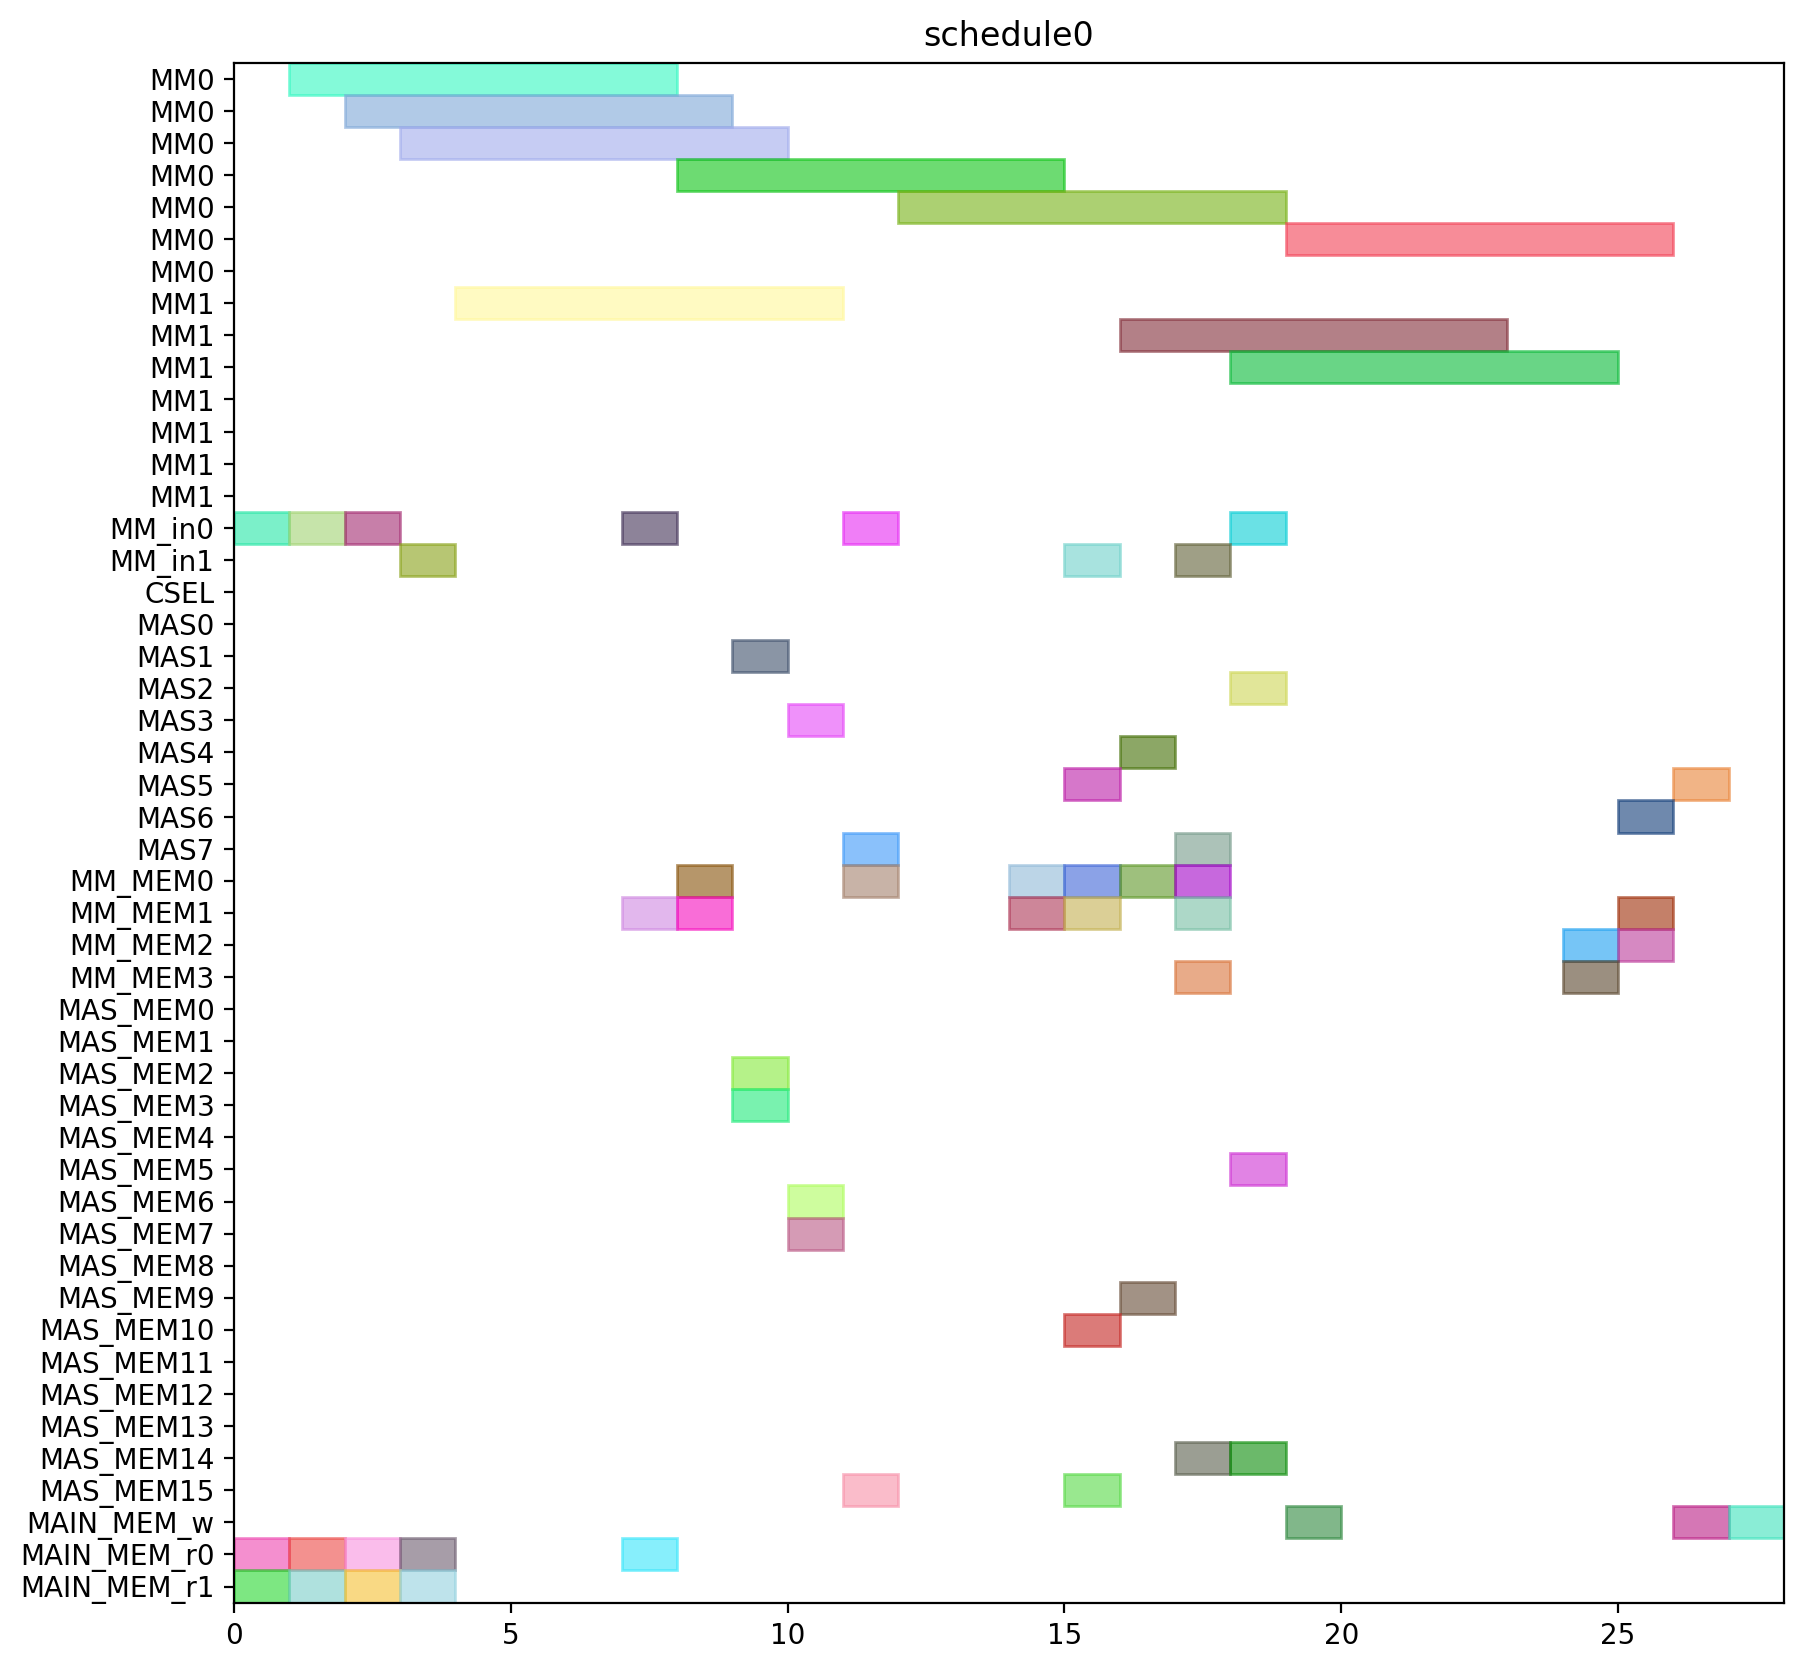 schedule0
MM0
MM0
MM0
MM0
MM0
MM0
MM0
MM1
MM1
MM1
MM1
MM1
MM1
MM1
MM_in0
MM_in1
CSEL
MAS0
MAS1
MAS2
MAS3
MAS4
MAS5
MAS6
MAS7
MM_MEM0
MM_MEM1
MM_MEM2
MM_MEM3
MAS_MEM0
MAS_MEM1
MAS_MEM2
MAS_MEM3
MAS_MEM4
MAS_MEM5
MAS_MEM6
MAS_MEM7
MAS_MEM8
MAS_MEM9
MAS_MEM10
MAS_MEM11
MAS_MEM12
MAS_MEM13
MAS_MEM14
MAS_MEM15
MAIN_MEM_w
MAIN_MEM_r0
MAIN_MEM_r1
0 5 10 15 20 25